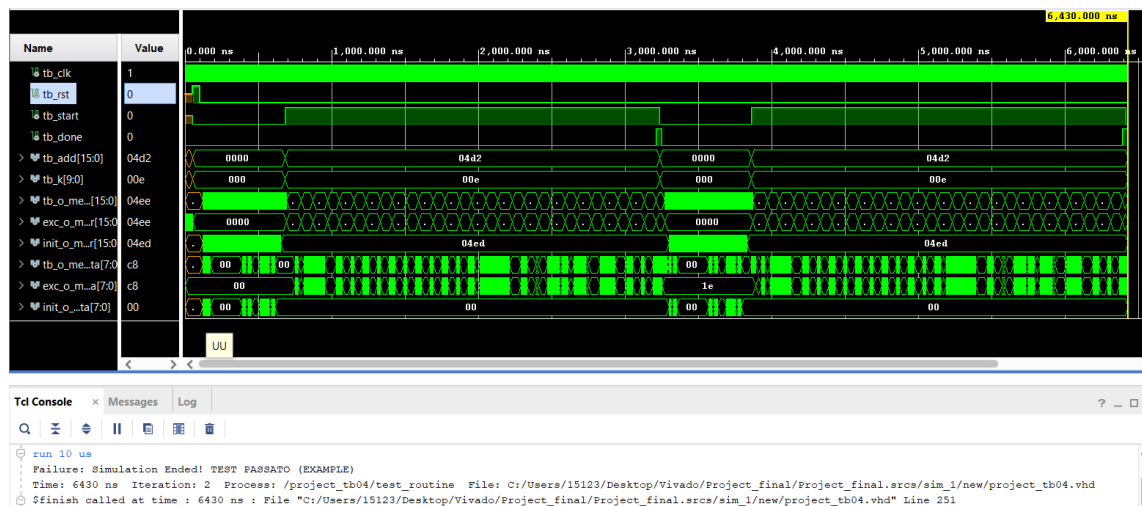 6,430.000 ns
Name Value 0.000 ns 1,000.000 ns 2,000.000 ns 3,000.000 ns 4,000.000 ns 5,000.000 ns 6,000.000 ns
tb_clk 1
tb_rst 0
tb_start 0
tb_done 0
tb_add[15:0] 04d2 0000 04d2 0000 04d2
tb_k[9:0] 00e 000 00e 000 00e
tb_o_me...[15:0] 04ee
exc_o_m...r[15:0 04ee 0000 0000
init_o_m...r[15:0 04ed 04ed 04ed
tb_o_me...ta[7:0 c8 00 00 00
exc_o_m...a[7:0] c8 00 1e
init_o_...ta[7:0] 00 00 00 00 00
UU
Tcl Console × Messages Log ? _
run 10 us
Failure: Simulation Ended! TEST PASSATO (EXAMPLE)
Time: 6430 ns Iteration: 2 Process: /project_tb04/test_routine File: C:/Users/15123/Desktop/Vivado/Project_final/Project_final.srcs/sim_1/new/project_tb04.vhd
$finish called at time : 6430 ns : File "C:/Users/15123/Desktop/Vivado/Project_final/Project_final.srcs/sim_1/new/project_tb04.vhd" Line 251